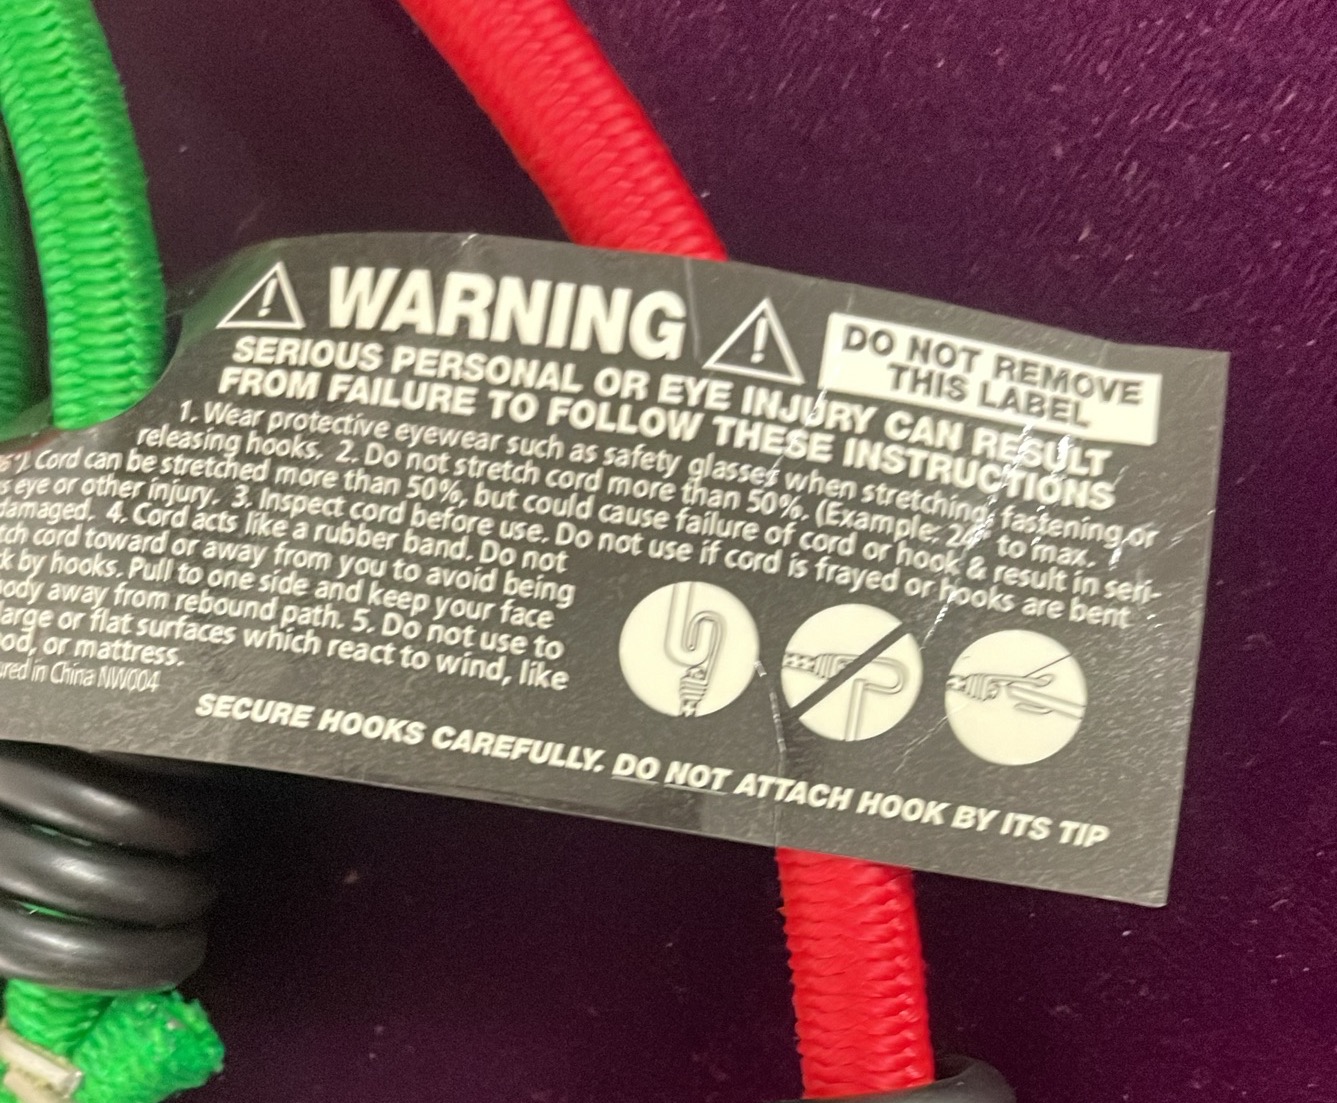 WARNING
DO NOT REMOVE
THIS LABEL
SERIOUS PERSONAL OR EYE INJURY CAN RESULT
FROM FAILURE TO FOLLOW THESE INSTRUCTIONS
1. Wear protective eyewear such as safety glasses when stretching, fastening or
releasing hooks. 2. Do not stretch cord more than 50%. (Example: 24" to max.
6"). Cord can be stretched more than 50%, but could cause failure of cord or hook & result in seri-
s eye or other injury. 3. Inspect cord before use. Do not use if cord is frayed or hooks are bent
damaged. 4. Cord acts like a rubber band. Do not
tch cord toward or away from you to avoid being
k by hooks. Pull to one side and keep your face
body away from rebound path. 5. Do not use to
large or flat surfaces which react to wind, like
od, or mattress.
ured in China NW004
SECURE HOOKS CAREFULLY. DO NOT ATTACH HOOK BY ITS TIP